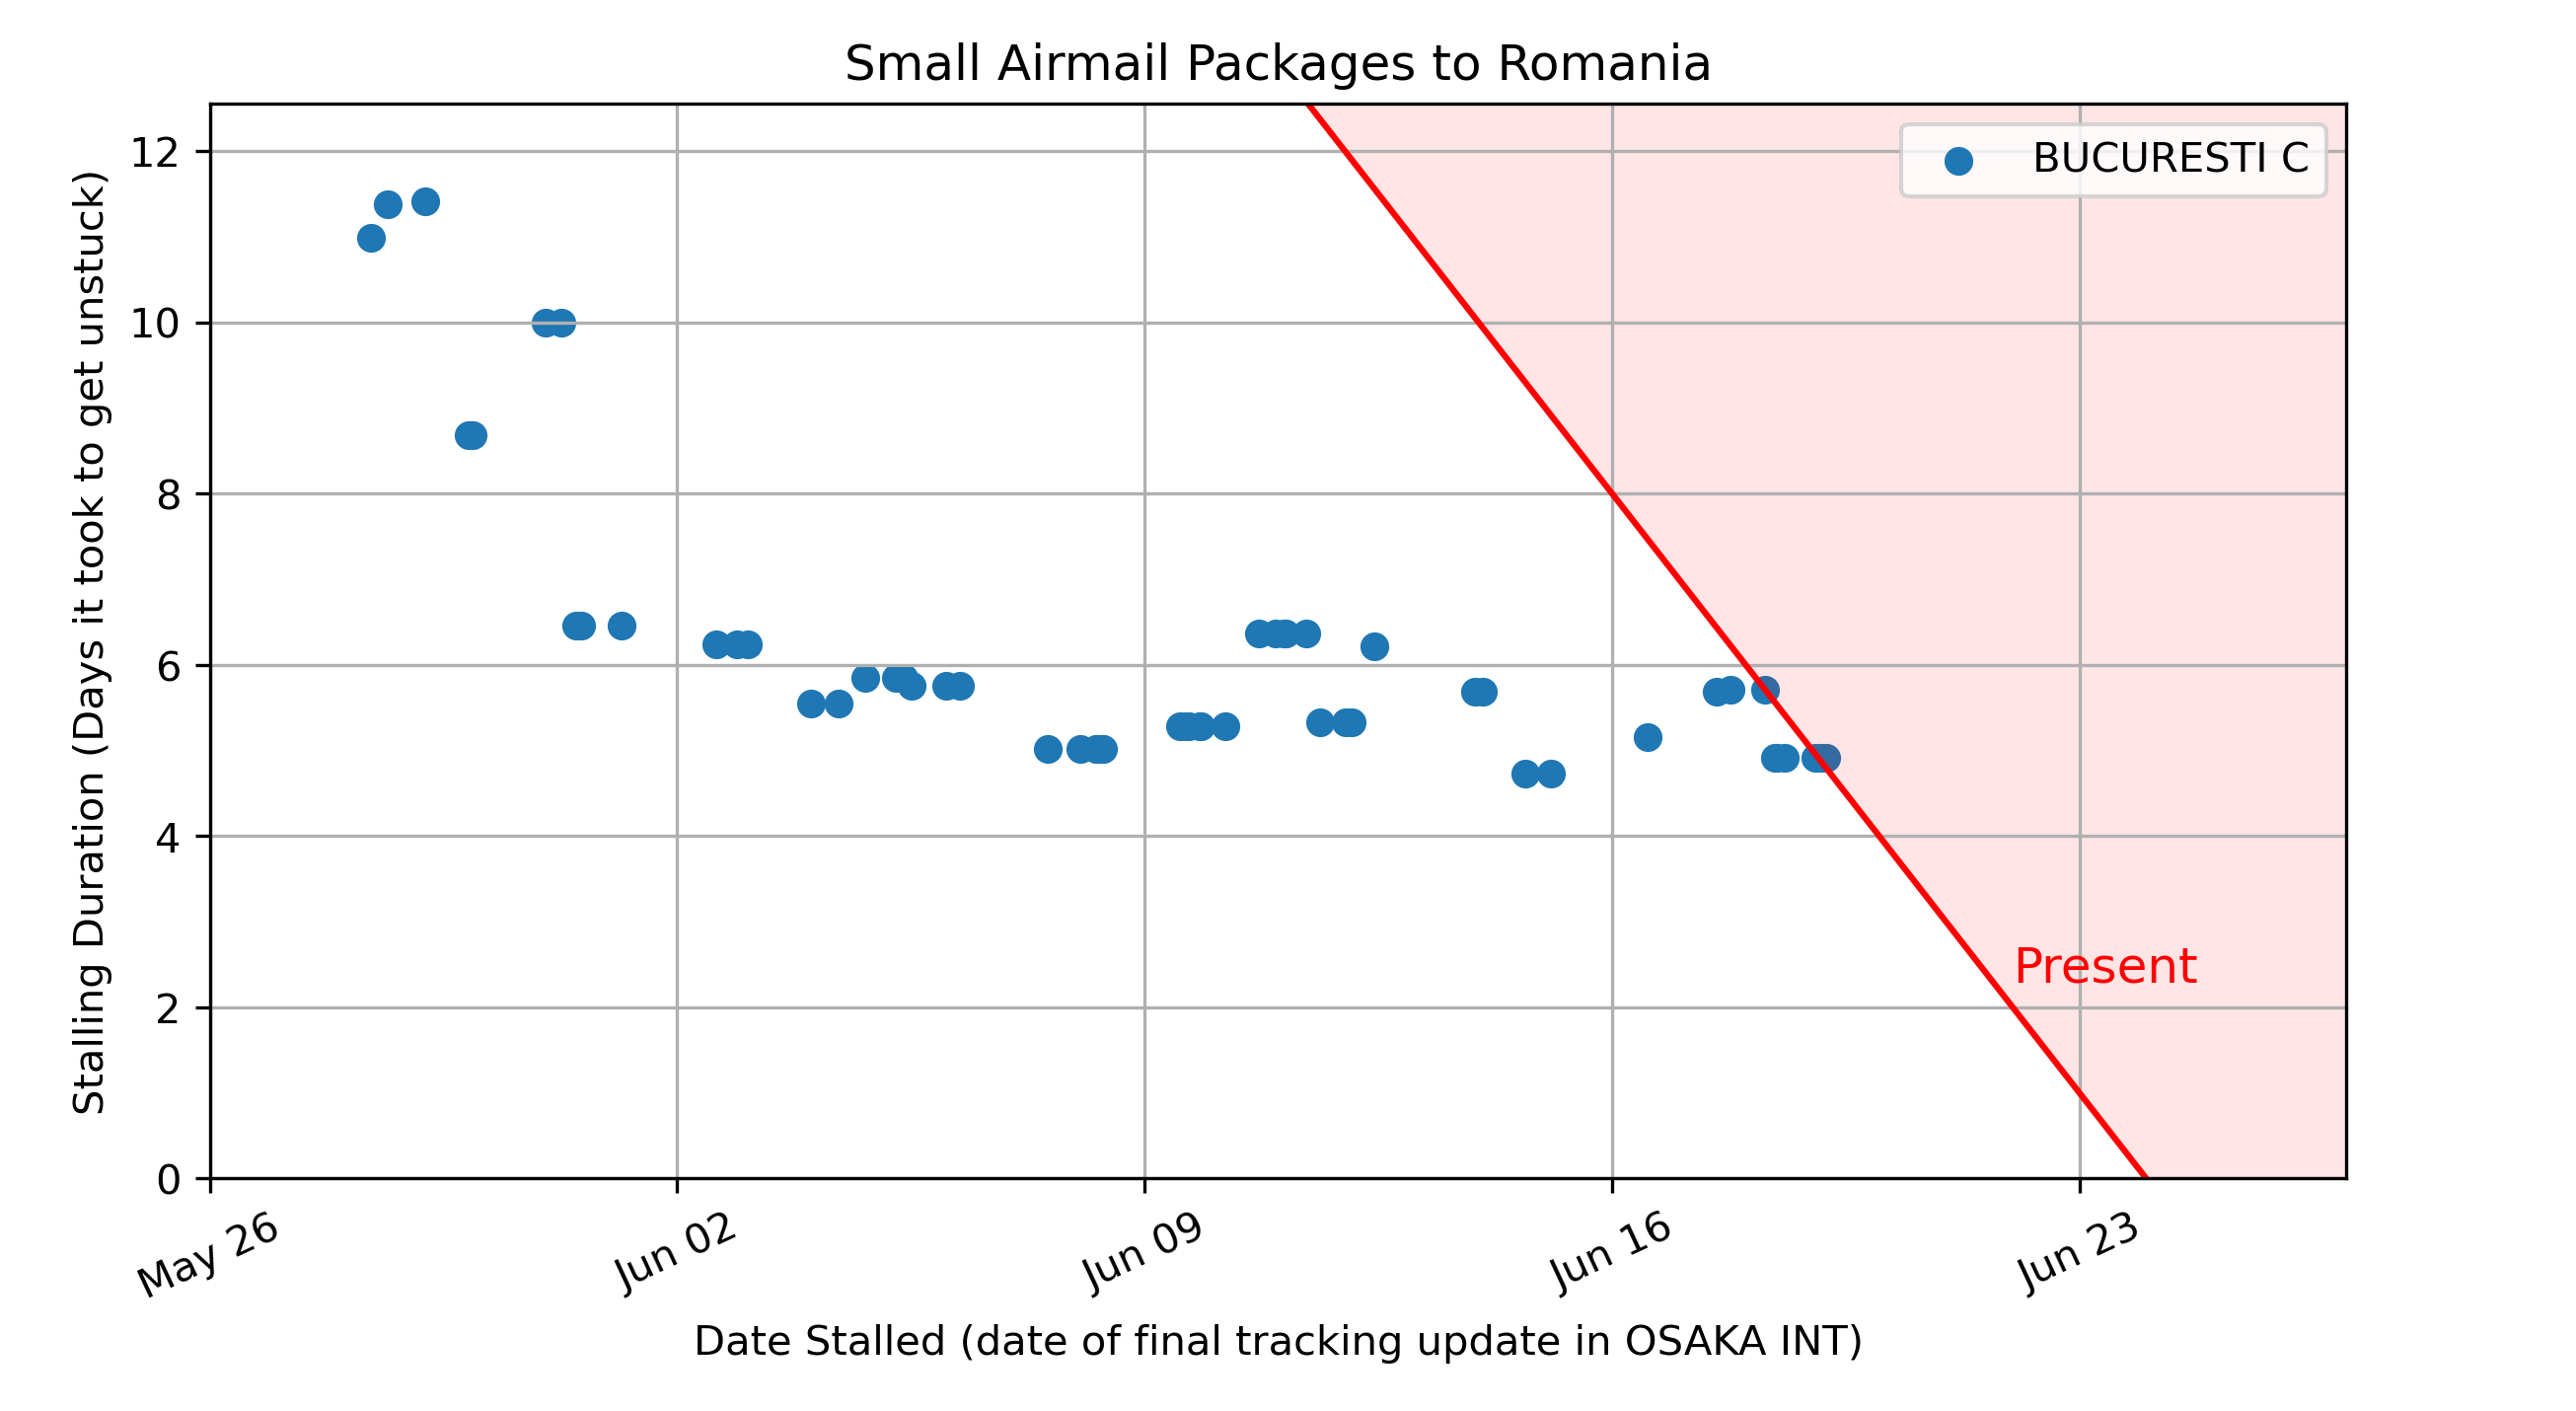 Small Airmail Packages to Romania
BUCURESTI C
Stalling Duration (Days it took to get unstuck)
12
10
8
6
4
2
0
Present
May 26
Jun 02
Jun 09
Jun 16
Jun 23
Date Stalled (date of final tracking update in OSAKA INT)